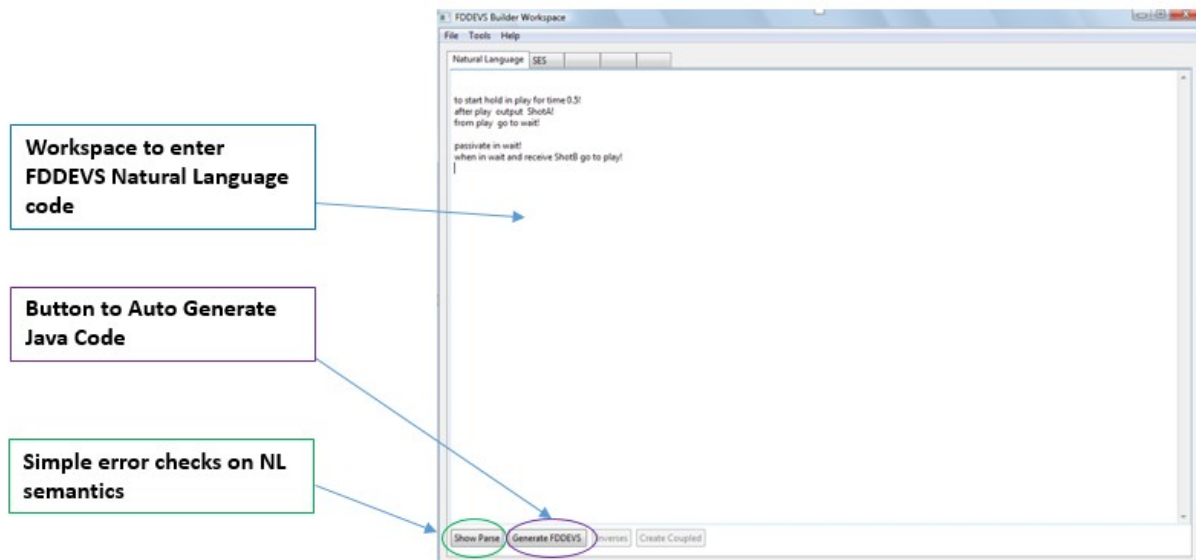 FDDEVS Builder Workspace
File Tools Help
Natural Language SES
to start hold in play for time 0.5!
after play output ShotA!
from play go to wait!
passivate in wait!
when in wait and receive ShotB go to play!
Workspace to enter
FDDEVS Natural Language
code
Button to Auto Generate
Java Code
Simple error checks on NL
semantics
Show Parse Generate FDDEVS nverses Create Coupled